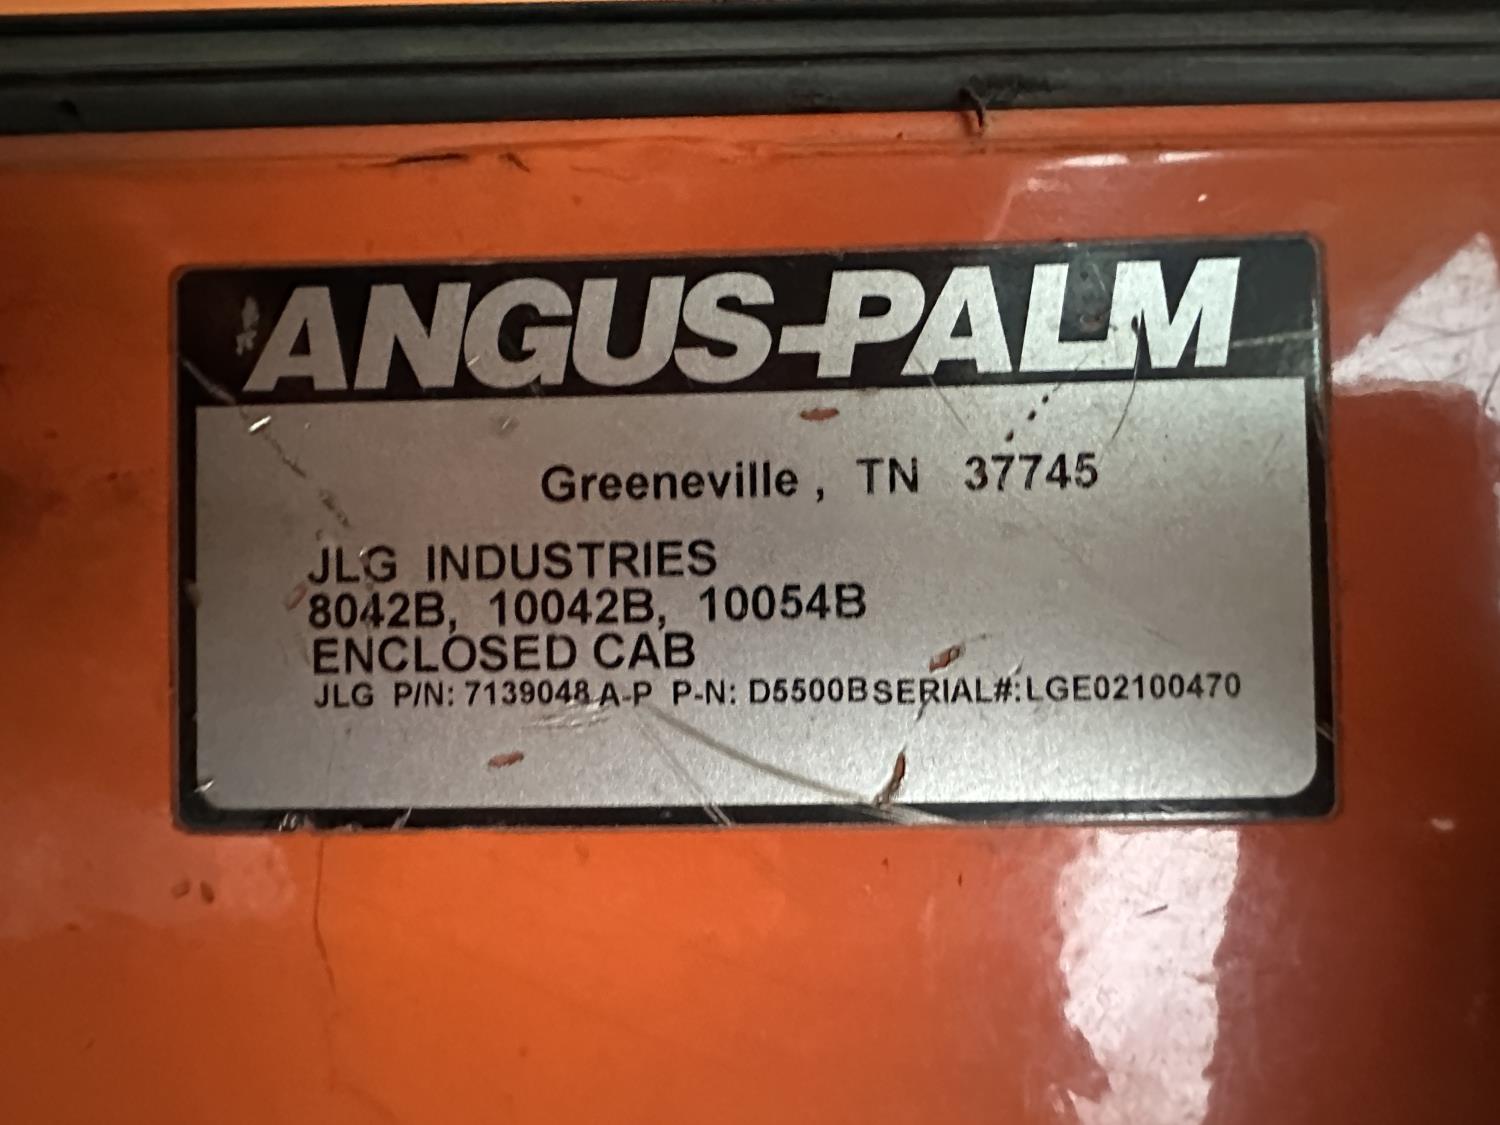 ANGUS-PALM
Greeneville, TN 37745
JLG INDUSTRIES
8042B, 10042B, 10054B
ENCLOSED CAB
JLG P/N: 7139048 A-P P-N: D5500B SERIAL#: LGE02100470